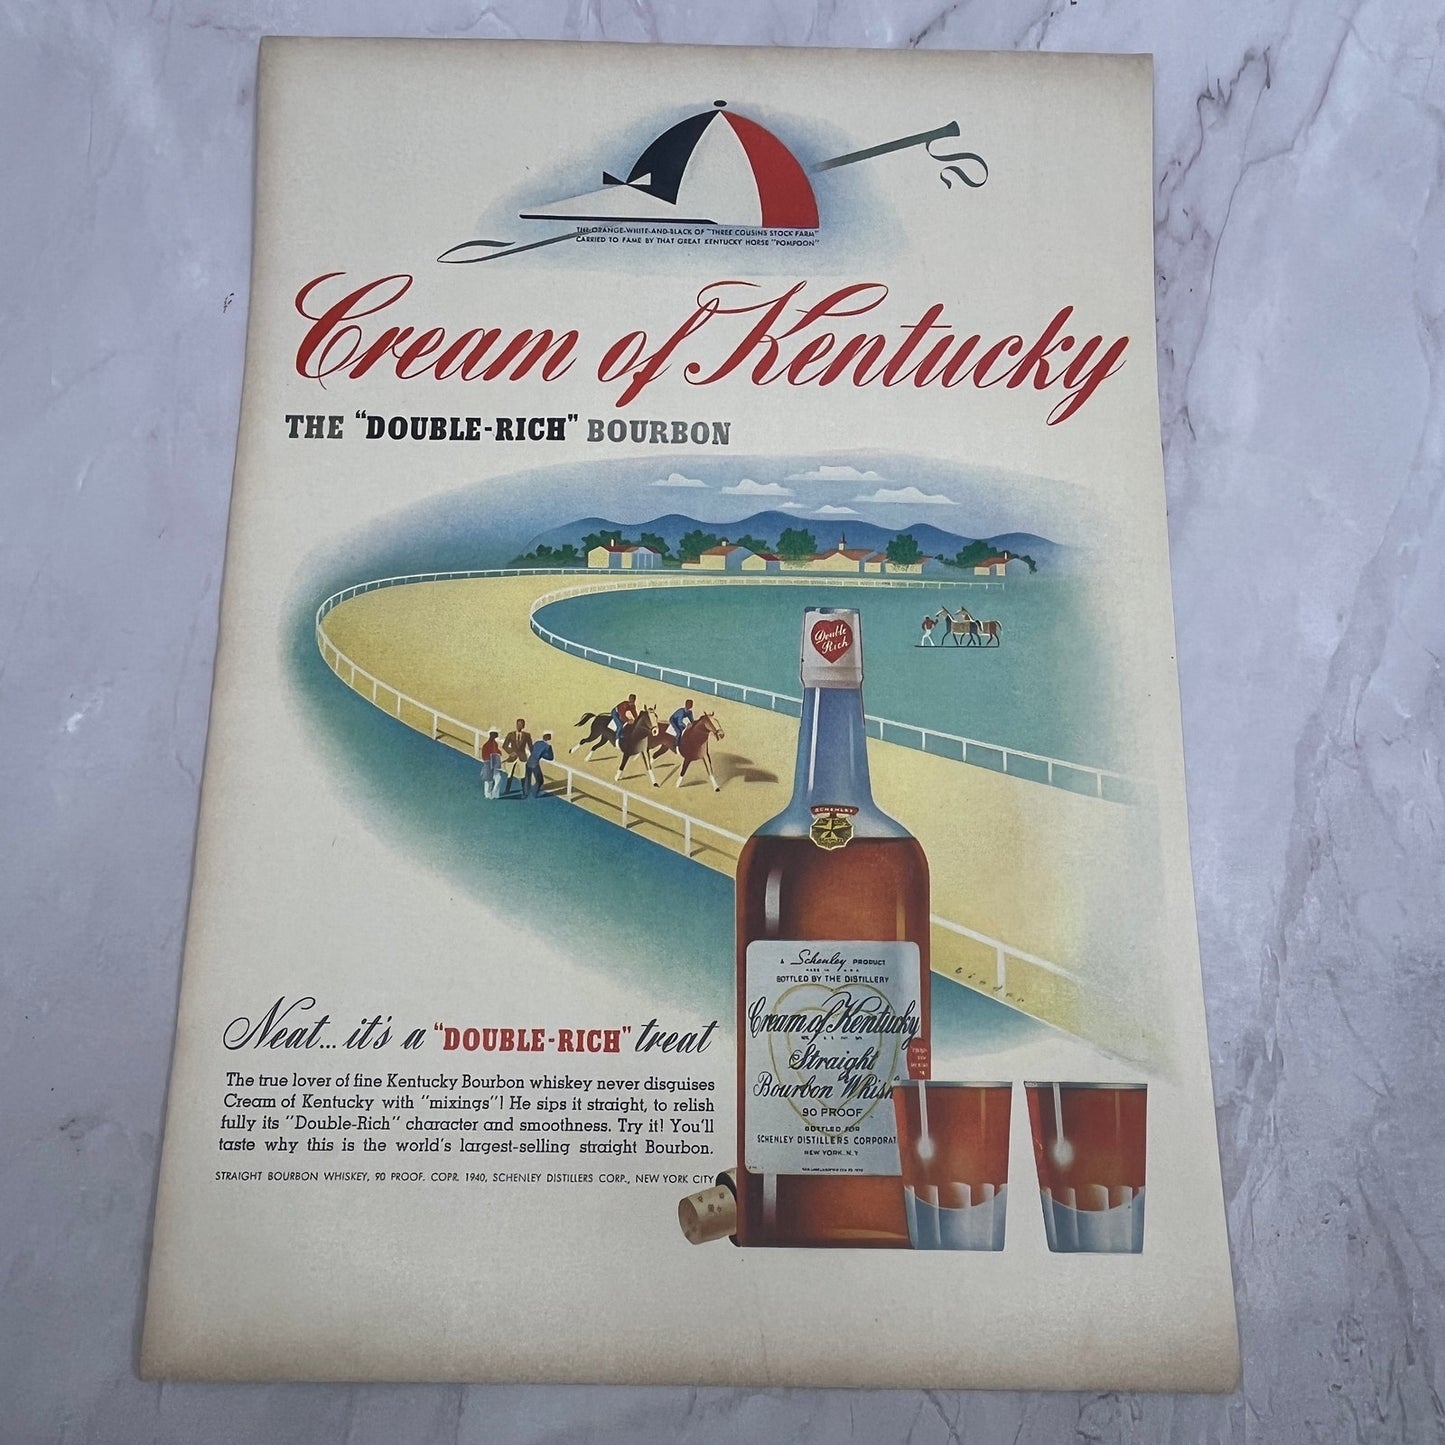 THE ORANGE-WHITE-AND-BLACK OF "THREE COUSINS STOCK FARM"
CARRIED TO FAME BY THAT GREAT KENTUCKY HORSE "POMPOON"
Cream of Kentucky
THE "DOUBLE-RICH" BOURBON
Double
Rich
SCHENLEY
binder
A Schenley PRODUCT
MADE IN U.S.A.
BOTTLED BY THE DISTILLERY
Cream of Kentucky
Straight
Bourbon Whisk
90 PROOF
BOTTLED FOR
SCHENLEY DISTILLERS CORPORAT
NEW YORK, N.Y.
Neat... it's a "DOUBLE-RICH" treat
The true lover of fine Kentucky Bourbon whiskey never disguises
Cream of Kentucky with "mixings"! He sips it straight, to relish
fully its "Double-Rich" character and smoothness. Try it! You'll
taste why this is the world's largest-selling straight Bourbon.
STRAIGHT BOURBON WHISKEY, 90 PROOF. COPR. 1940, SCHENLEY DISTILLERS CORP., NEW YORK CITY